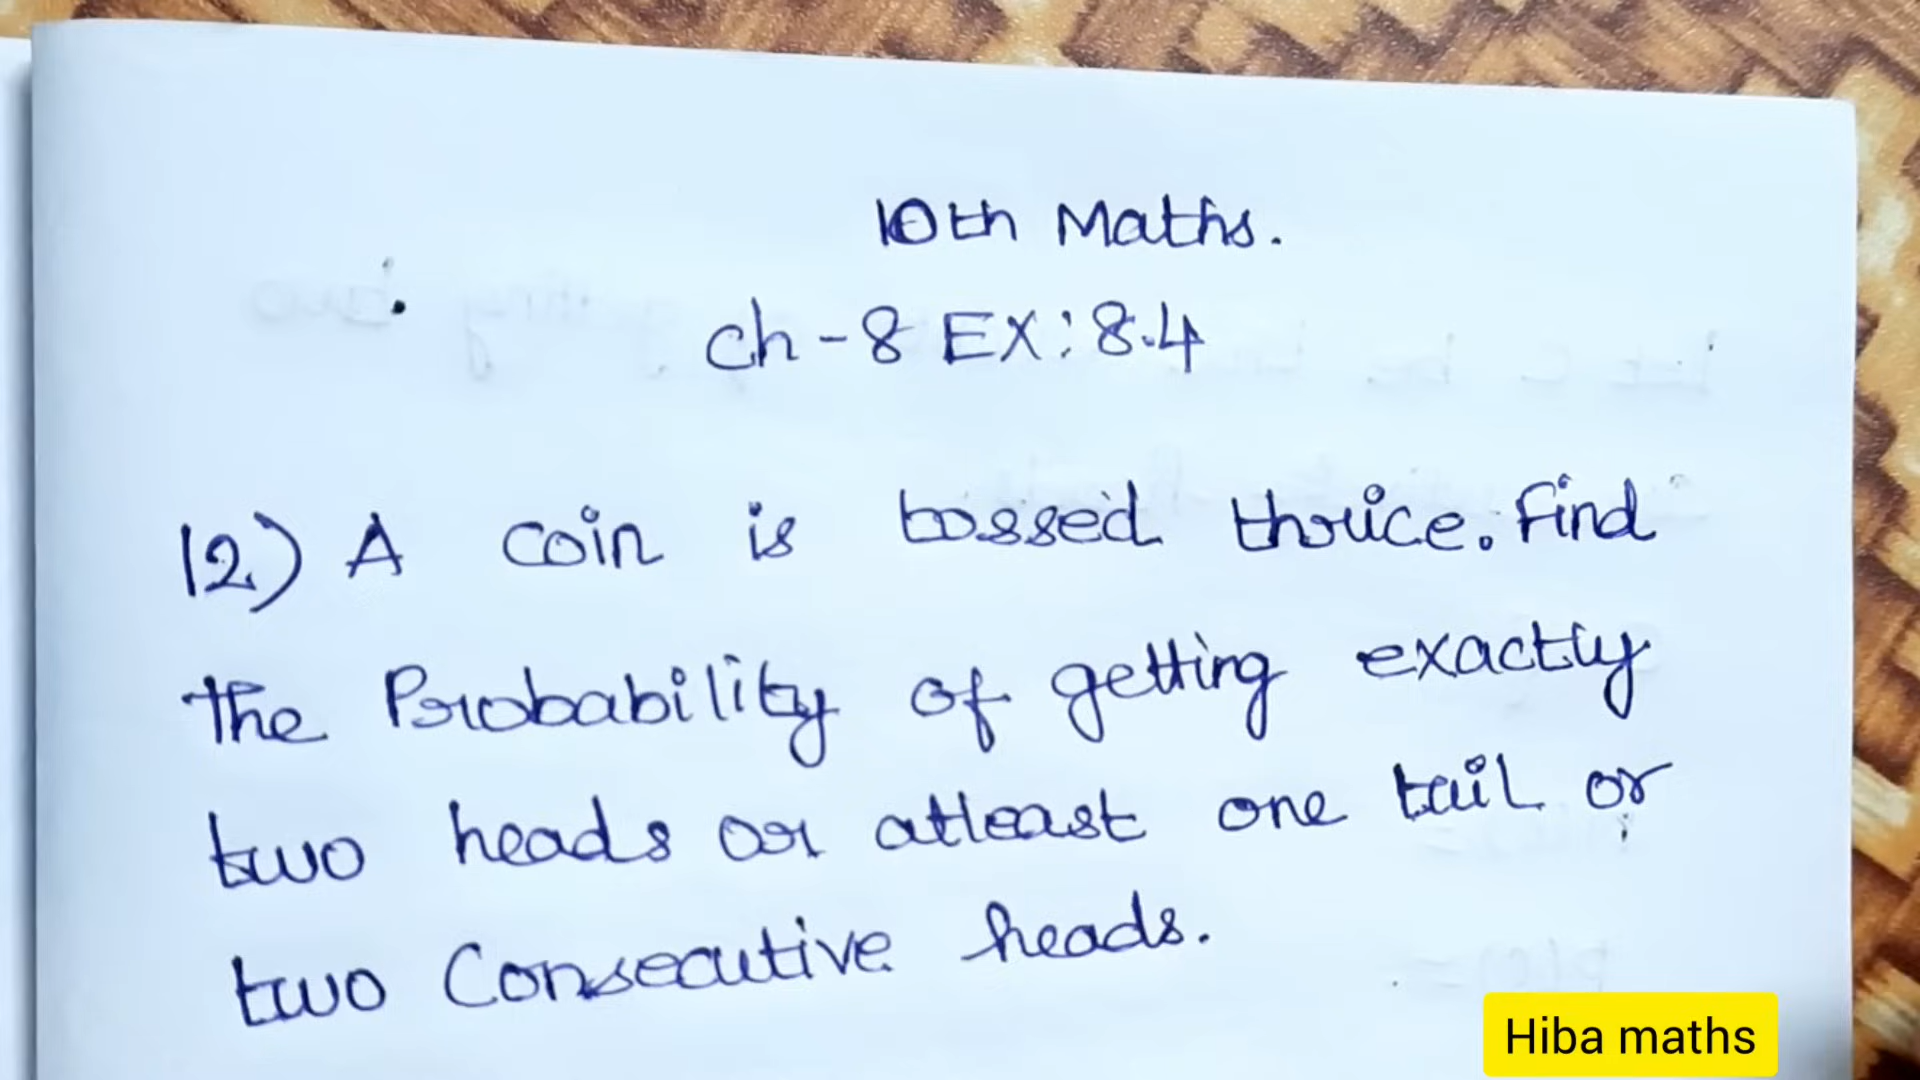 10th Maths.
Ch-8 EX: 8.4
12) A coin is tossed thrice. Find
the Probability of getting exactly
two heads or atleast one tail or
two Consecutive heads.
Hiba maths